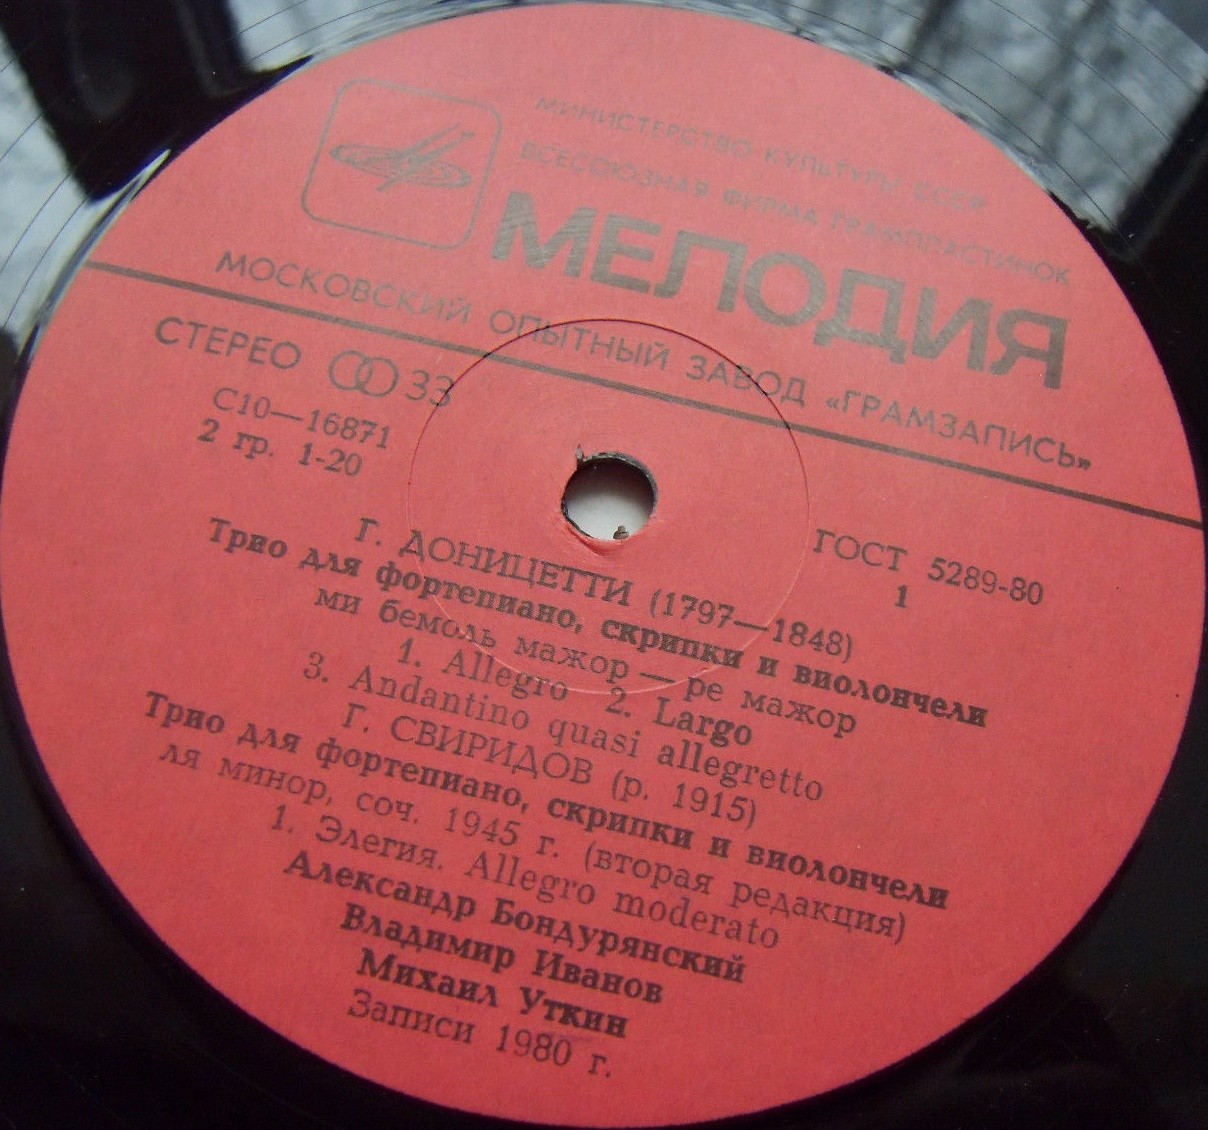 МИНИСТЕРСТВО КУЛЬТУРЫ СССР
ВСЕСОЮЗНАЯ ФИРМА ГРАМПЛАСТИНОК
МЕЛОДИЯ
МОСКОВСКИЙ ОПЫТНЫЙ ЗАВОД «ГРАМЗАПИСЬ»
СТЕРЕО 33
С10—16871
2 гр. 1-20
ГОСТ 5289-80
1
Г. ДОНИЦЕТТИ (1797—1848)
Трио для фортепиано, скрипки и виолончели
ми бемоль мажор — ре мажор
1. Allegro 2. Largo
3. Andantino quasi allegretto
Г. СВИРИДОВ (р. 1915)
Трио для фортепиано, скрипки и виолончели
ля минор, соч. 1945 г. (вторая редакция)
1. Элегия. Allegro moderato
Александр Бондурянский
Владимир Иванов
Михаил Уткин
Записи 1980 г.